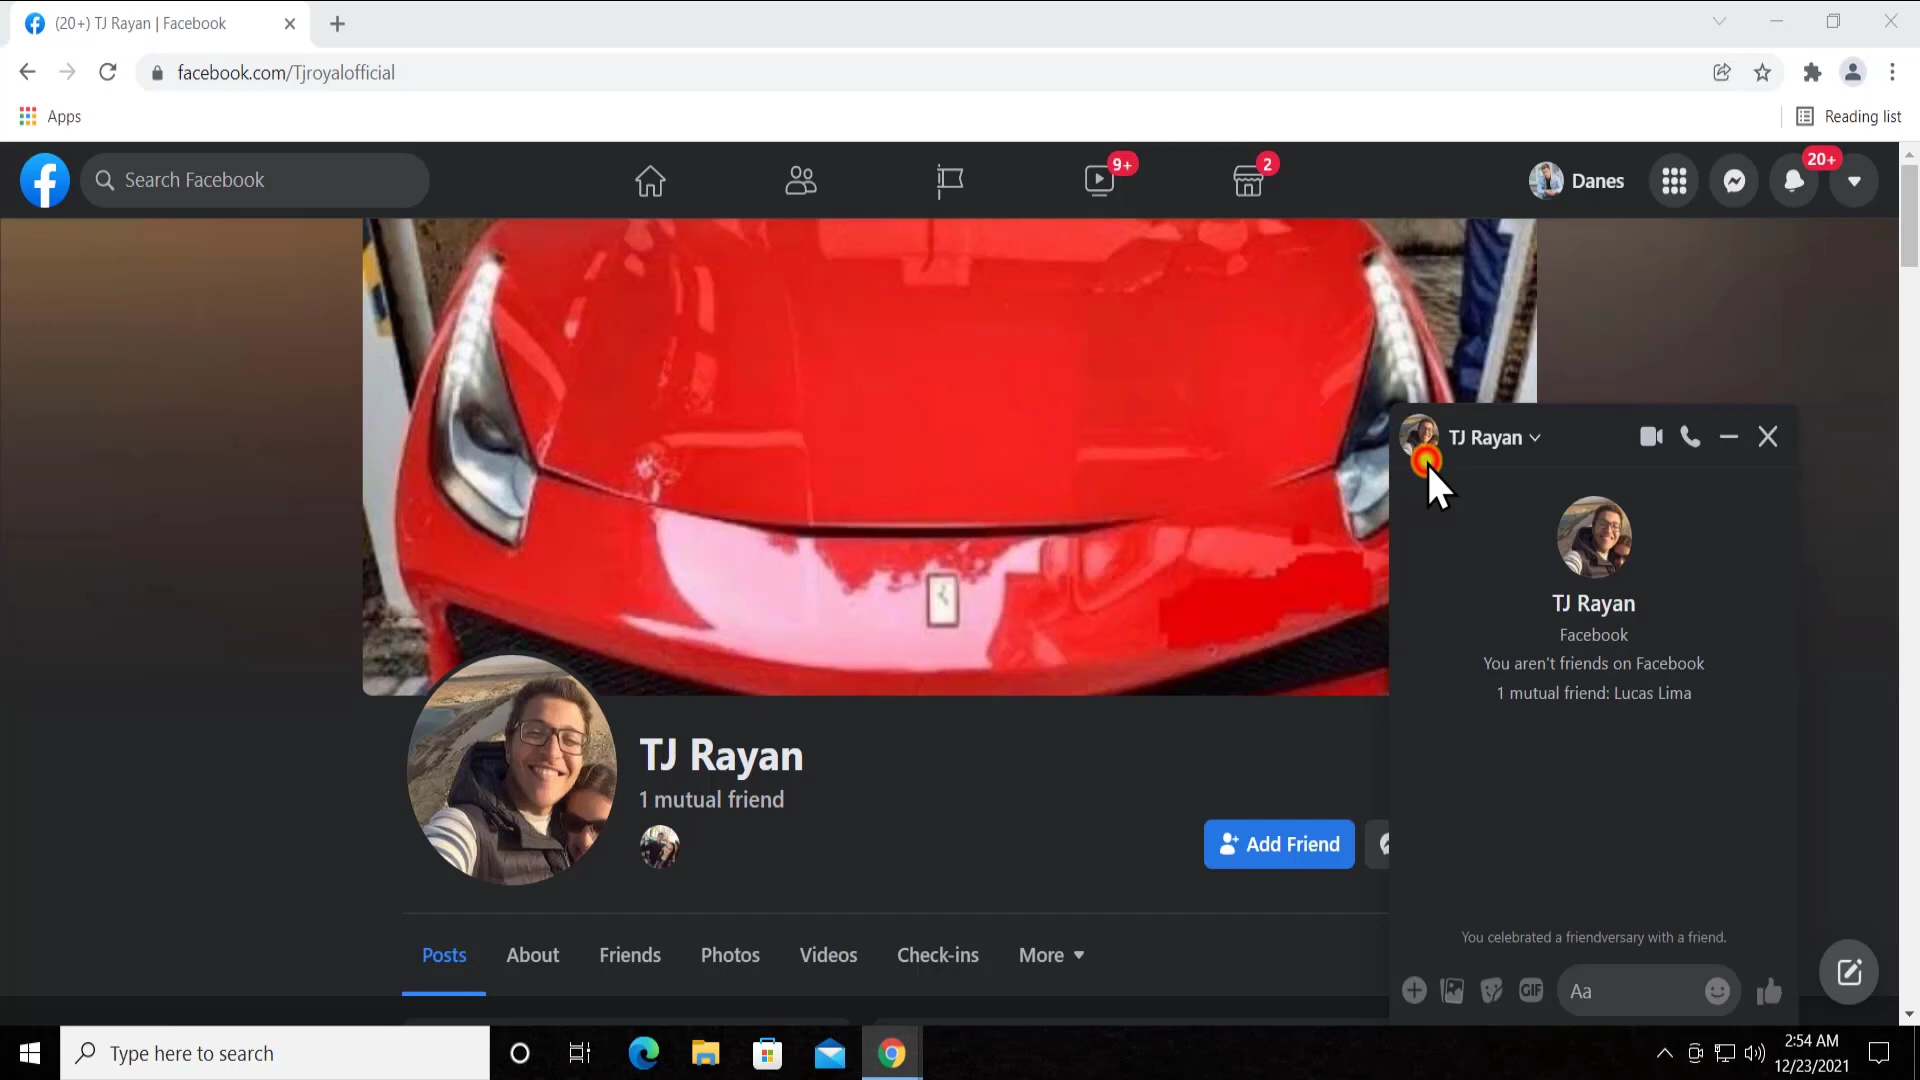 (20+) TJ Rayan | Facebook
facebook.com/Tjroyalofficial
Apps
Reading list
Search Facebook
9+
2
Danes
20+
TJ Rayan
TJ Rayan
Facebook
You aren't friends on Facebook
1 mutual friend: Lucas Lima
TJ Rayan
1 mutual friend
Add Friend
You celebrated a friendversary with a friend.
Posts
About
Friends
Photos
Videos
Check-ins
More
GIF
Aa
Type here to search
2:54 AM
12/23/2021